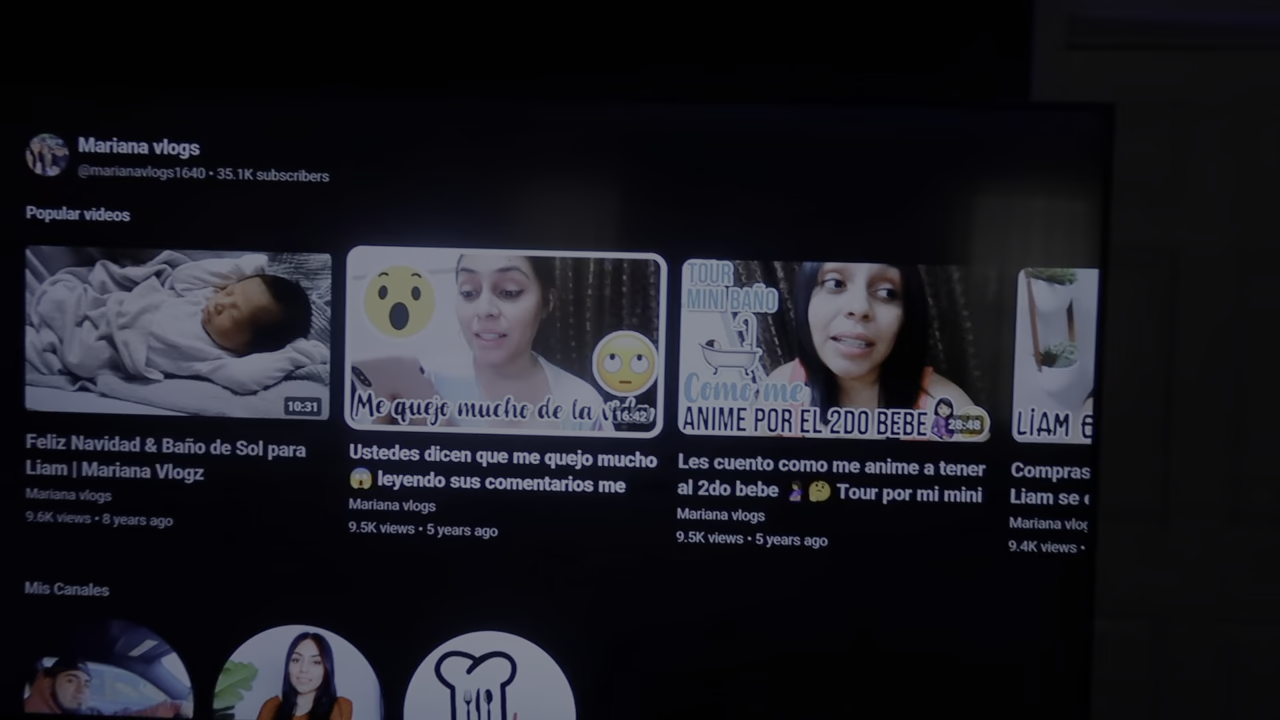 Mariana vlogs
@marianavlogs1640 • 35.1K subscribers
Popular videos
10:31
Me quejo mucho de la
16:42
TOUR
MINI BAÑO
Como me
ANIME POR EL 2DO BEBE
28:48
LiAM
Feliz Navidad & Baño de Sol para
Liam | Mariana Vlogz
Mariana vlogs
9.6K views • 8 years ago
Ustedes dicen que me quejo mucho
😱 leyendo sus comentarios me
Mariana vlogs
9.5K views • 5 years ago
Les cuento como me anime a tener
al 2do bebe 🤰🤔 Tour por mi mini
Mariana vlogs
9.5K views • 5 years ago
Compras
Liam se
Mariana vlog
9.4K views •
Mis Canales